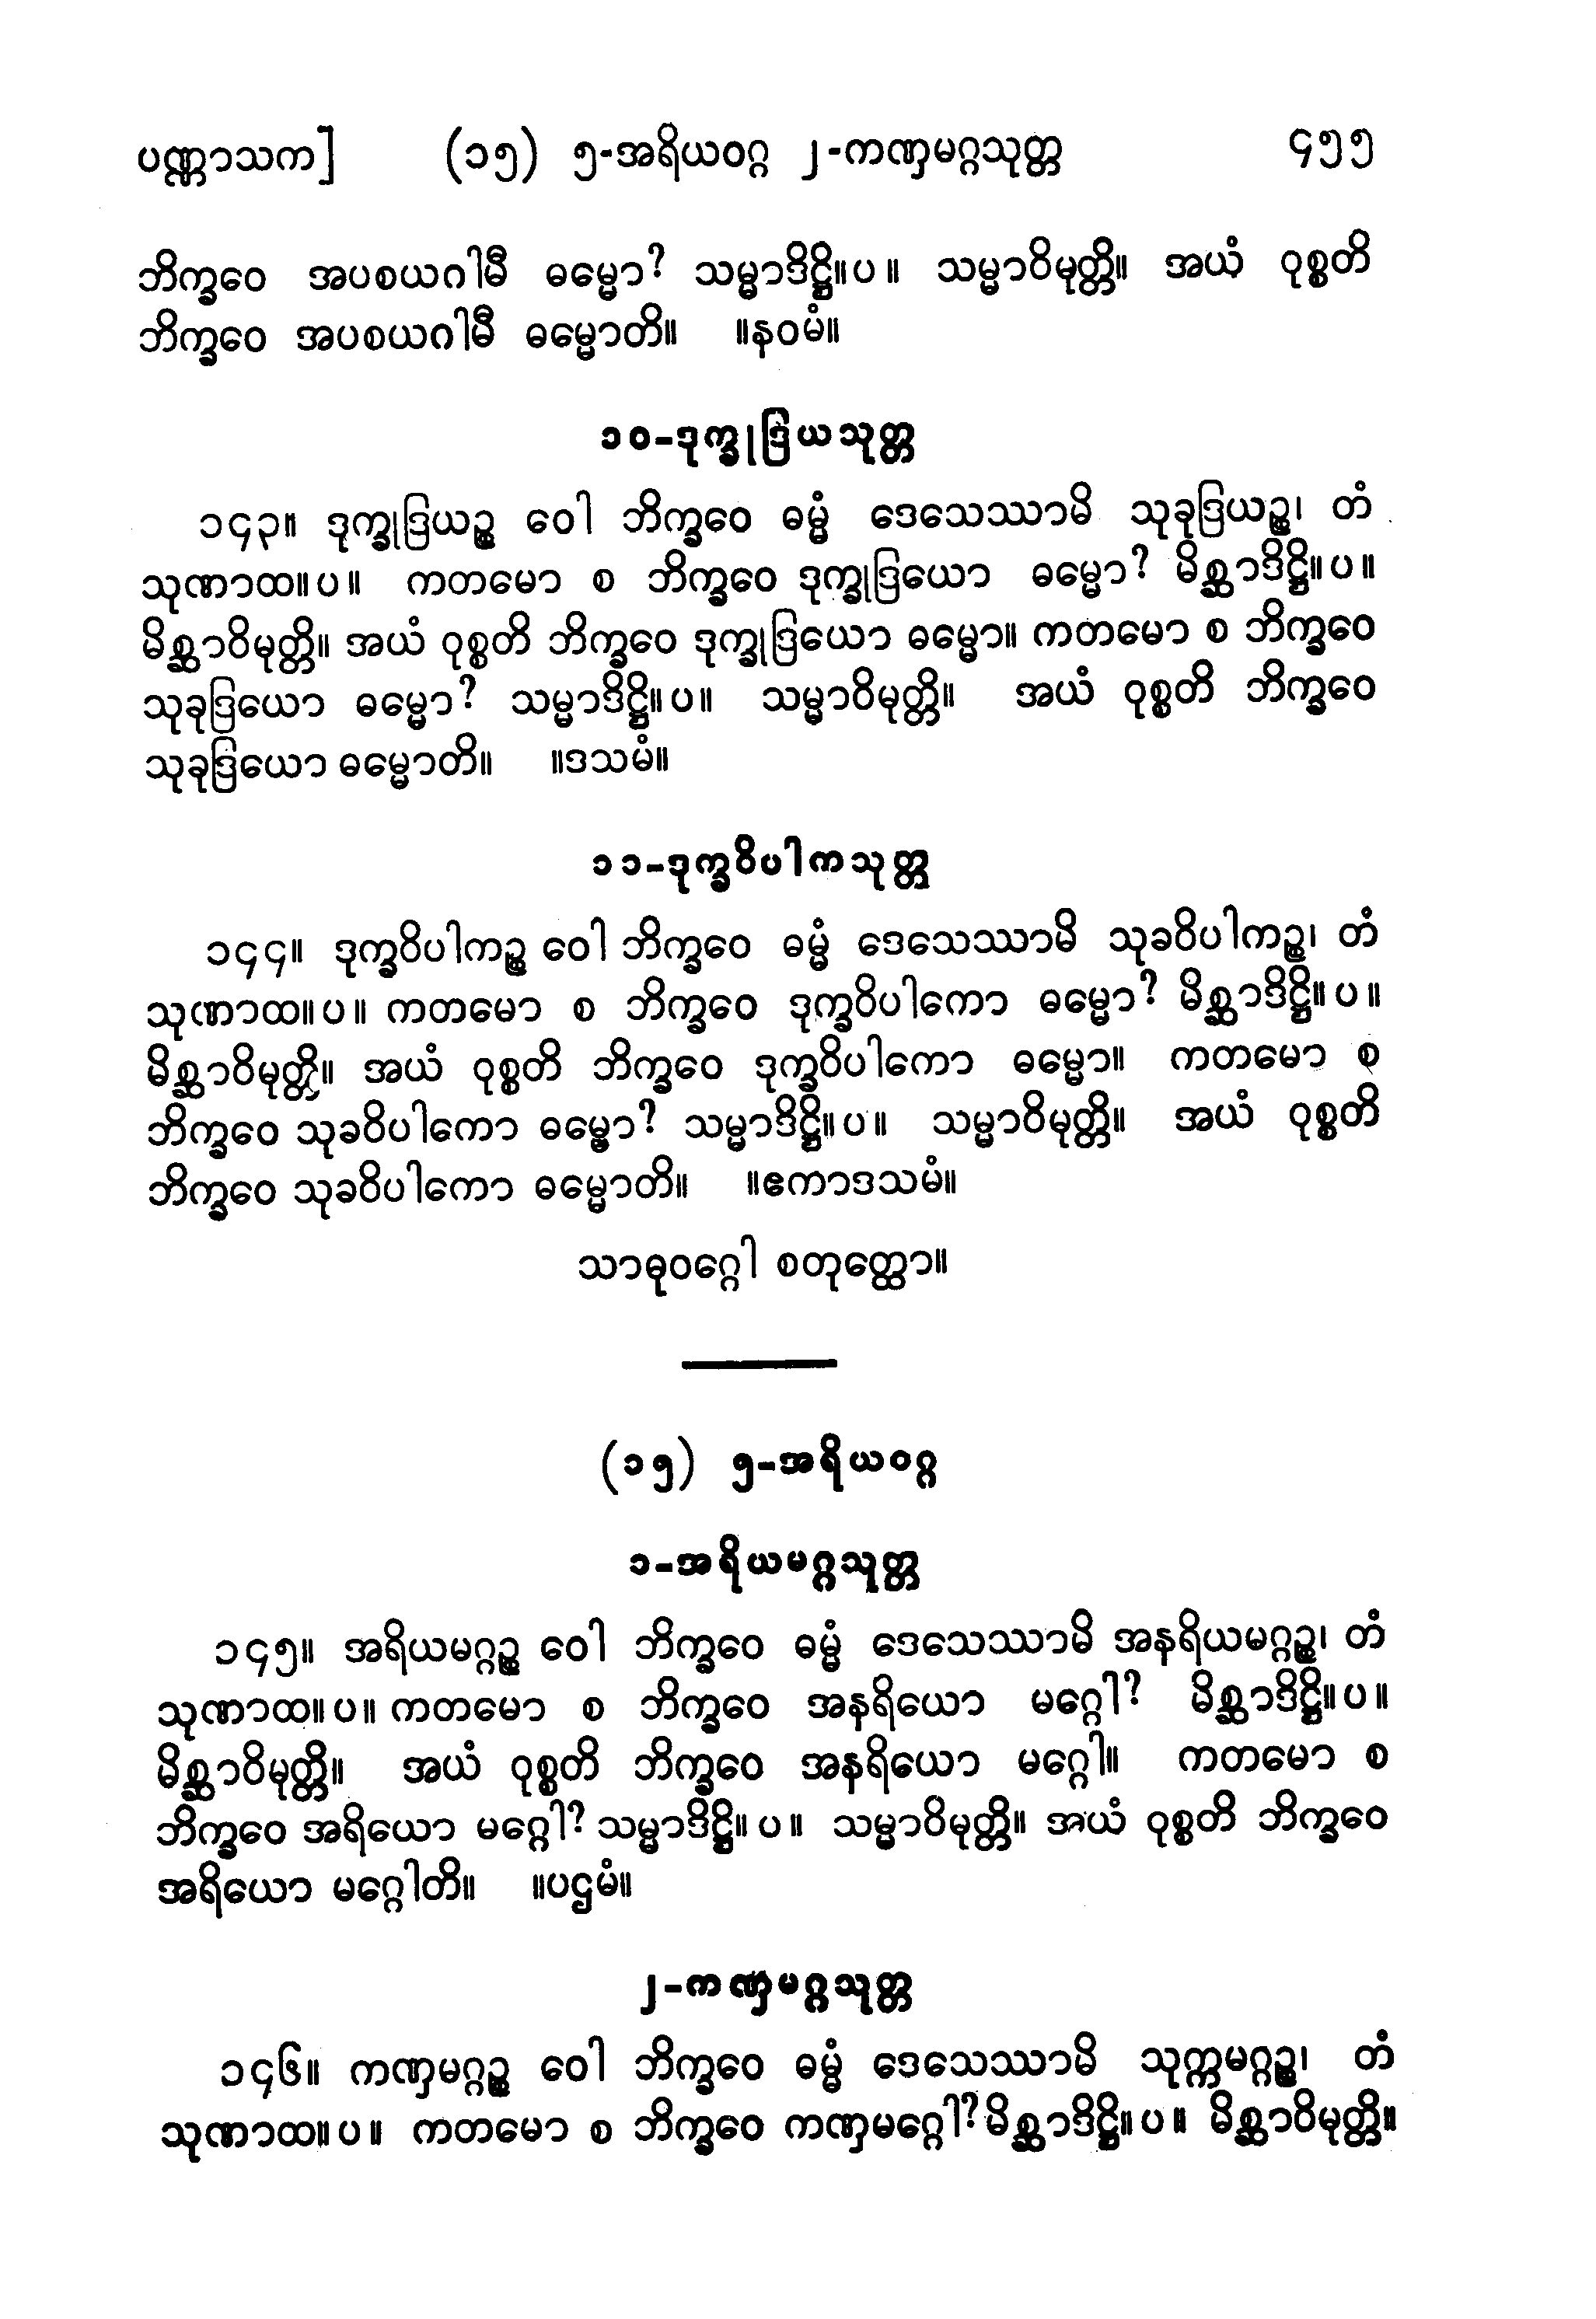 ပဏ္ဏာသက] (၁၅) ၅-အရိယဝဂ္ဂ ၂-ကဏှမဂ္ဂသုတ္တ ၄၅၅
ဘိက္ခဝေ အပစယဂါမီ ဓမ္မော? သမ္မာဒိဋ္ဌိ။ပ။ သမ္မာဝိမုတ္တိ။ အယံ ဝုစ္စတိ
ဘိက္ခဝေ အပစယဂါမီ ဓမ္မောတိ။ ။နဝမံ။
၁၀-ဒုက္ခုဒြယသုတ္တ
၁၄၃။ ဒုက္ခုဒြယဉ္စ ဝေါ ဘိက္ခဝေ ဓမ္မံ ဒေသေဿာမိ သုခုဒြယဉ္စ၊ တံ
သုဏာထ။ပ။ ကတမော စ ဘိက္ခဝေ ဒုက္ခုဒြယော ဓမ္မော? မိစ္ဆာဒိဋ္ဌိ။ပ။
မိစ္ဆာဝိမုတ္တိ။ အယံ ဝုစ္စတိ ဘိက္ခဝေ ဒုက္ခုဒြယော ဓမ္မော။ ကတမော စ ဘိက္ခဝေ
သုခုဒြယော ဓမ္မော? သမ္မာဒိဋ္ဌိ။ပ။ သမ္မာဝိမုတ္တိ။ အယံ ဝုစ္စတိ ဘိက္ခဝေ
သုခုဒြယော ဓမ္မောတိ။ ။ဒသမံ။
၁၁-ဒုက္ခဝိပါကသုတ္တ
၁၄၄။ ဒုက္ခဝိပါကဉ္စ ဝေါ ဘိက္ခဝေ ဓမ္မံ ဒေသေဿာမိ သုခဝိပါကဉ္စ၊ တံ
သုဏာထ။ပ။ ကတမော စ ဘိက္ခဝေ ဒုက္ခဝိပါကော ဓမ္မော? မိစ္ဆာဒိဋ္ဌိ။ပ။
မိစ္ဆာဝိမုတ္တိ။ အယံ ဝုစ္စတိ ဘိက္ခဝေ ဒုက္ခဝိပါကော ဓမ္မော။ ကတမော စ
ဘိက္ခဝေ သုခဝိပါကော ဓမ္မော? သမ္မာဒိဋ္ဌိ။ပ။ သမ္မာဝိမုတ္တိ။ အယံ ဝုစ္စတိ
ဘိက္ခဝေ သုခဝိပါကော ဓမ္မောတိ။ ။ဧကာဒသမံ။
သာဓုဝဂ္ဂေါ စတုတ္ထော။
(၁၅) ၅-အရိယဝဂ္ဂ
၁-အရိယမဂ္ဂသုတ္တ
၁၄၅။ အရိယမဂ္ဂဉ္စ ဝေါ ဘိက္ခဝေ ဓမ္မံ ဒေသေဿာမိ အနရိယမဂ္ဂဉ္စ၊ တံ
သုဏာထ။ပ။ ကတမော စ ဘိက္ခဝေ အနရိယော မဂ္ဂေါ? မိစ္ဆာဒိဋ္ဌိ။ပ။
မိစ္ဆာဝိမုတ္တိ။ အယံ ဝုစ္စတိ ဘိက္ခဝေ အနရိယော မဂ္ဂေါ။ ကတမော စ
ဘိက္ခဝေ အရိယော မဂ္ဂေါ? သမ္မာဒိဋ္ဌိ။ပ။ သမ္မာဝိမုတ္တိ။ အယံ ဝုစ္စတိ ဘိက္ခဝေ
အရိယော မဂ္ဂေါတိ။ ။ပဌမံ။
၂-ကဏှမဂ္ဂသုတ္တ
၁၄၆။ ကဏှမဂ္ဂဉ္စ ဝေါ ဘိက္ခဝေ ဓမ္မံ ဒေသေဿာမိ သုက္ကမဂ္ဂဉ္စ၊ တံ
သုဏာထ။ပ။ ကတမော စ ဘိက္ခဝေ ကဏှမဂ္ဂေါ? မိစ္ဆာဒိဋ္ဌိ။ပ။ မိစ္ဆာဝိမုတ္တိ။